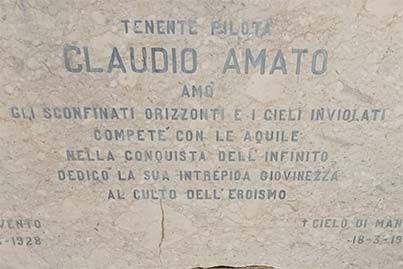 TENENTE PILOTA
CLAUDIO AMATO
AMÒ
GLI SCONFINATI ORIZZONTI E I CIELI INVIOLATI
COMPETÉ CON LE AQUILE
NELLA CONQUISTA DELL'INFINITO
DEDICÒ LA SUA INTREPIDA GIOVINEZZA
AL CULTO DELL'EROISMO
VENTO † CIELO DI MAN
-1928 18-3-19